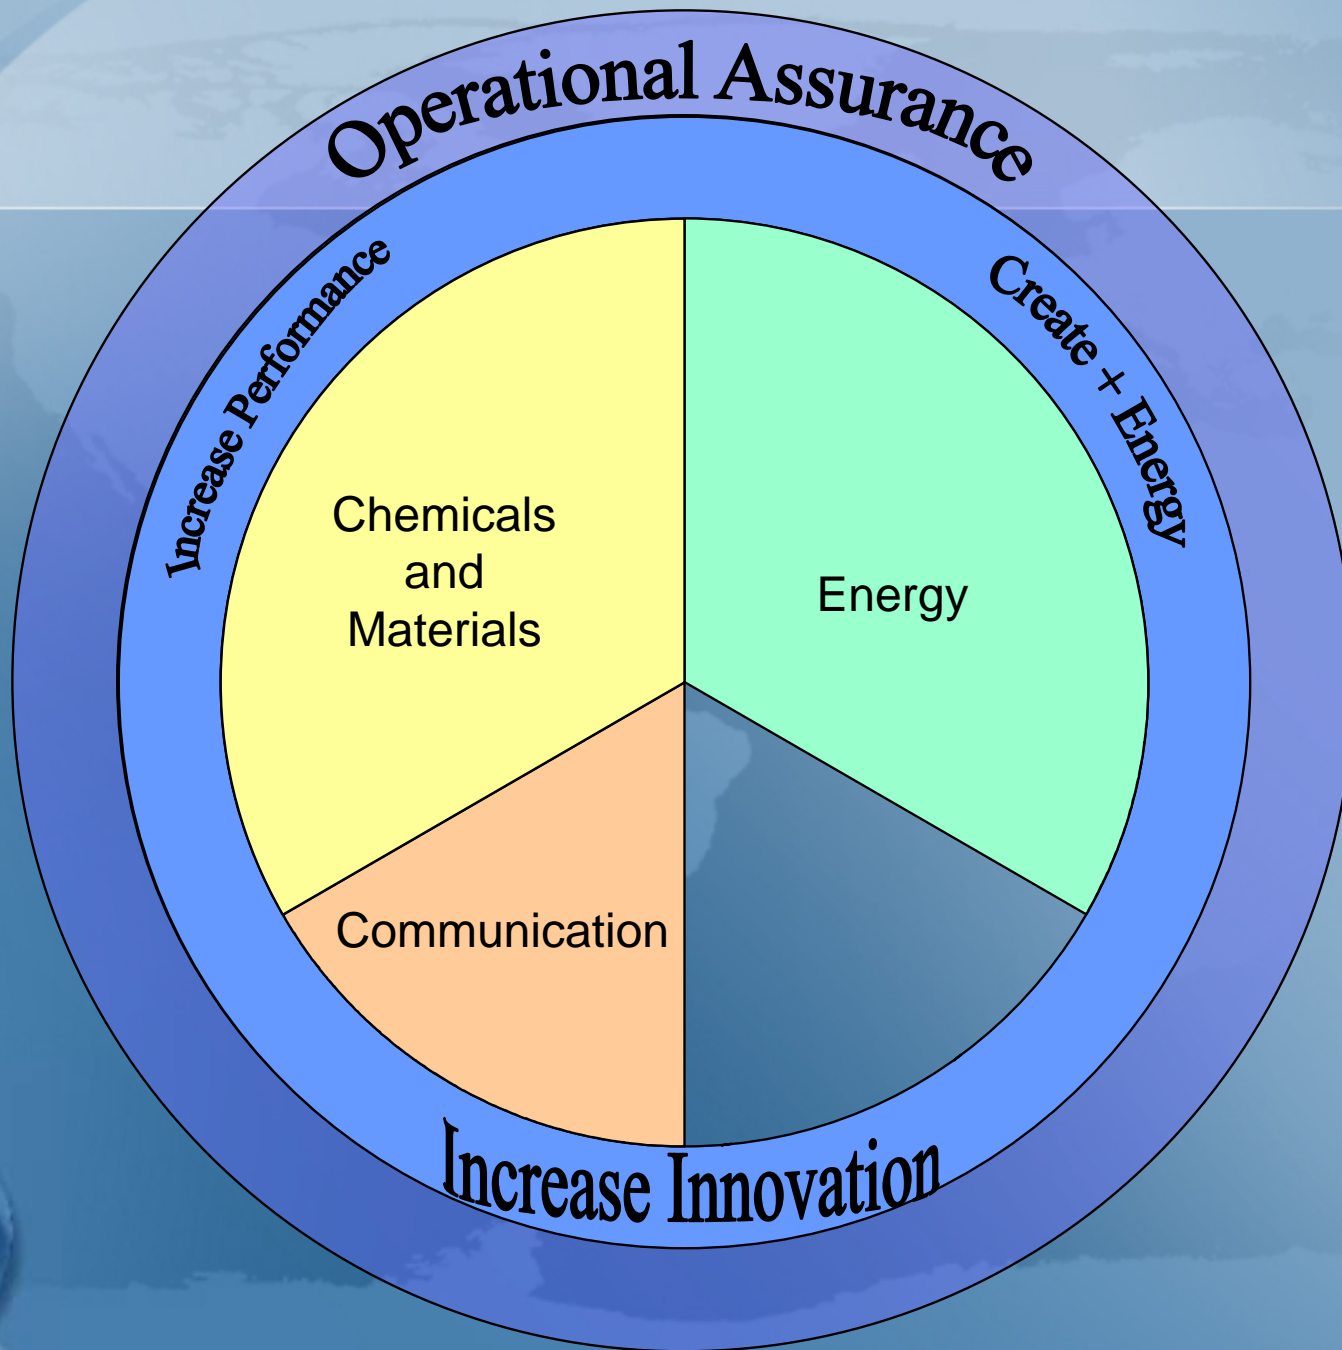 Operational Assurance
Increase Performance
Create + Energy
Chemicals
and
Materials
Energy
Communication
Increase Innovation